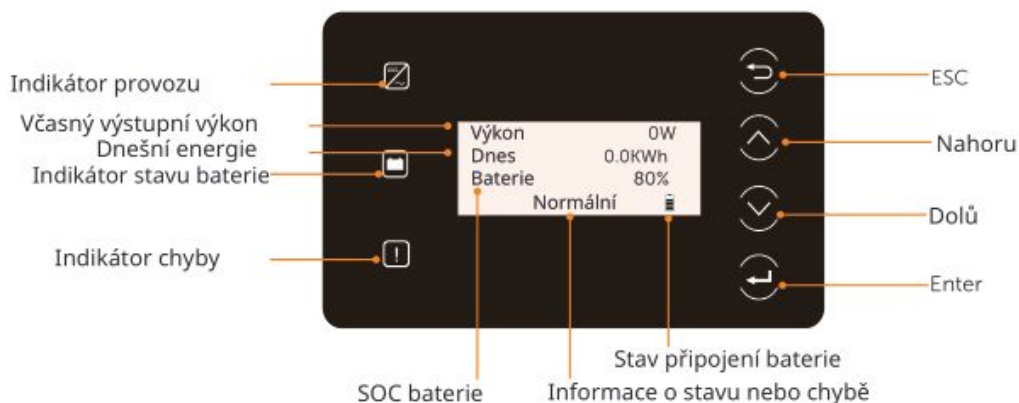 Indikátor provozu
Včasný výstupní výkon
Dnešní energie
Indikátor stavu baterie
Indikátor chyby
Výkon 0W
Dnes 0.0KWh
Baterie 80%
Normální
!
ESC
Nahoru
Dolů
Enter
Stav připojení baterie
SOC baterie
Informace o stavu nebo chybě